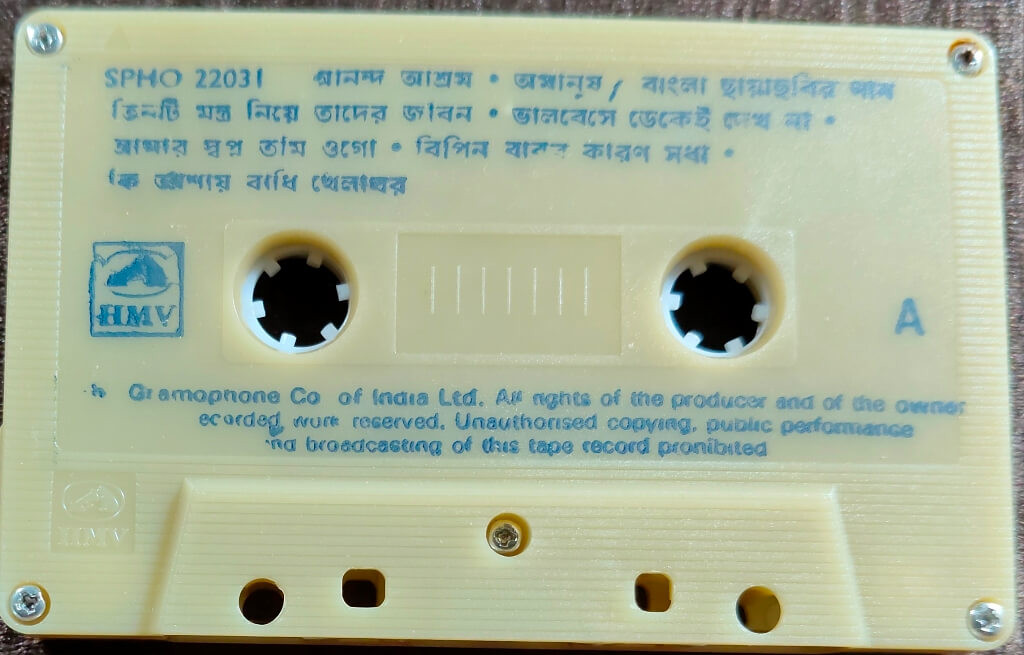 SPHO 22031 আনন্দ আশ্রম • অমানুষ / বাংলা ছায়াছবির গান
তিনটি মন্ত্র নিয়ে যাদের জীবন • ভালবেসে ডেকেই দেখ না •
আমার স্বপ্ন তুমি ওগো • বিপিন বাবুর কারণ সুধা •
কি আশায় বাঁধি খেলাঘর
HMV
A
Gramophone Co of India Ltd. All rights of the producer and of the owner
recorded work reserved. Unauthorised copying, public performance
and broadcasting of this tape record prohibited
HMV